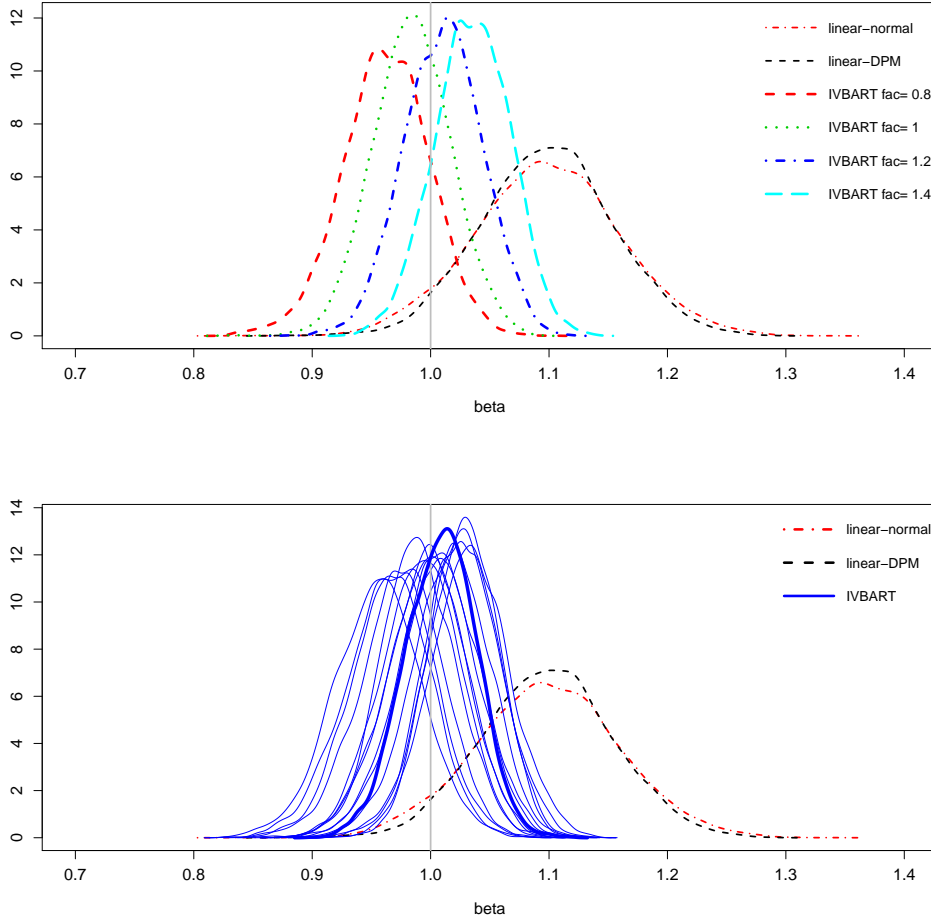 12
10
8
6
4
2
0
linear−normal
linear−DPM
IVBART fac= 0.8
IVBART fac= 1
IVBART fac= 1.2
IVBART fac= 1.4
0.7 0.8 0.9 1.0 1.1 1.2 1.3 1.4
beta
14
12
10
8
6
4
2
0
linear−normal
linear−DPM
IVBART
0.7 0.8 0.9 1.0 1.1 1.2 1.3 1.4
beta